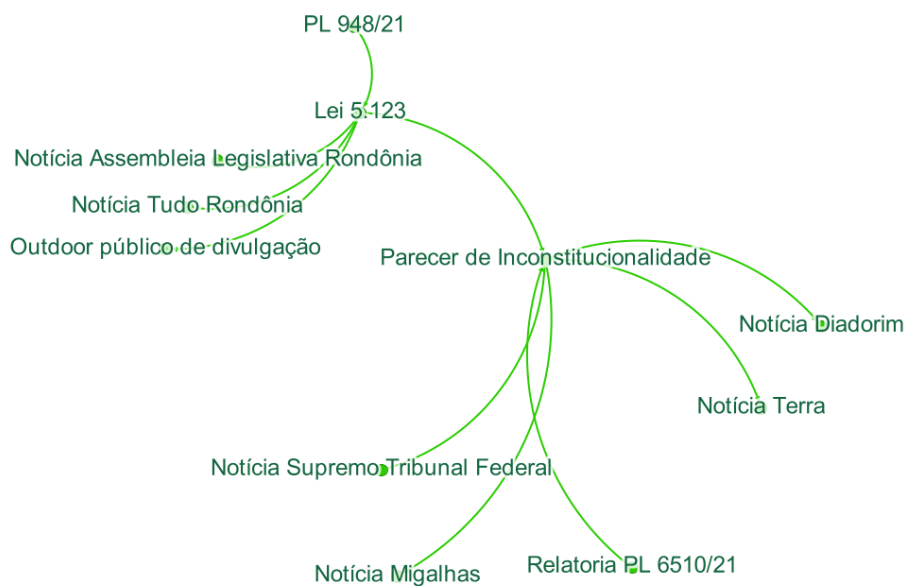 PL 948/21
Lei 5.123
Notícia Assembleia Legislativa Rondônia
Notícia Tudo Rondônia
Outdoor público de divulgação
Parecer de Inconstitucionalidade
Notícia Diadorim
Notícia Terra
Notícia Supremo Tribunal Federal
Relatoria PL 6510/21
Notícia Migalhas